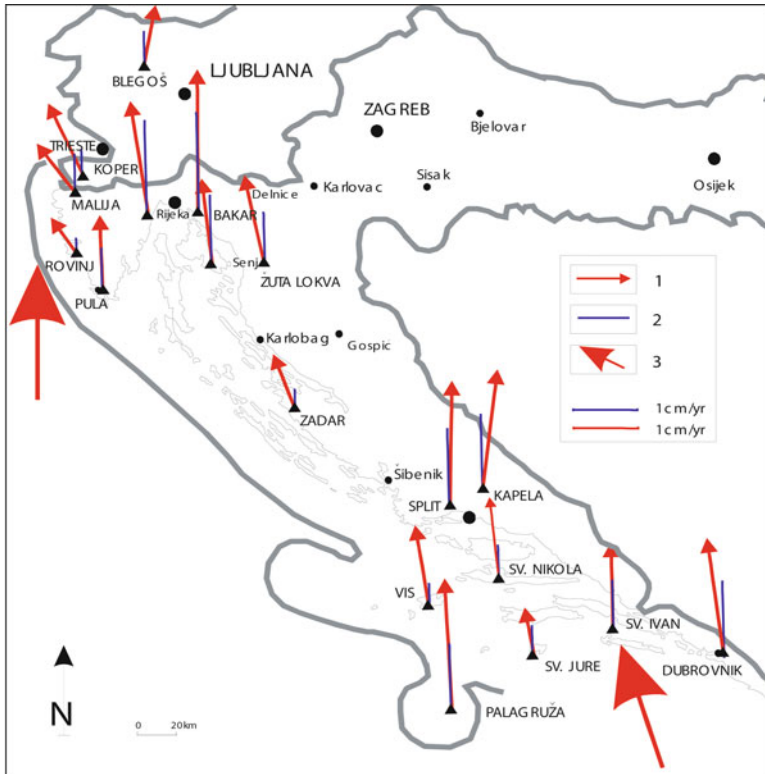 BLEGOŠ
LJUBLJANA
ZAGREB
Bjelovar
TRIESTE
KOPER
Osijek
MALIJA
Rijeka
BAKAR
Delnice
Karlovac
Sisak
ROVINJ
Senj
ŽUTA LOKVA
PULA
1
2
3
1cm/yr
1cm/yr
Karlobag
Gospic
ZADAR
Šibenik
SPLIT
KAPELA
VIS
SV. NIKOLA
SV. IVAN
SV. JURE
DUBROVNIK
PALAGRUŽA
N
0 20km